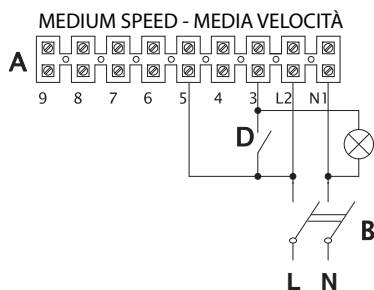 MEDIUM SPEED - MEDIA VELOCITÀ
A
9 8 7 6 5 4 3 L2 N1
D
B
L N